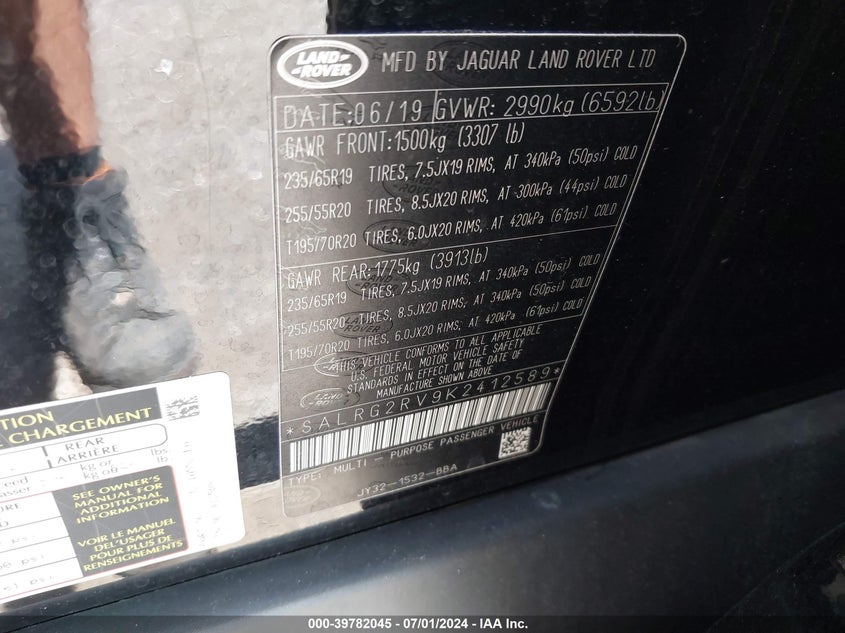 LAND
ROVER
MFD BY JAGUAR LAND ROVER LTD
DATE:06/19 GVWR: 2990kg (6592lb)
GAWR FRONT:1500kg (3307 lb)
235/65R19 TIRES, 7.5JX19 RIMS, AT 340kPa (50psi) COLD
255/55R20 TIRES, 8.5JX20 RIMS, AT 300kPa (44psi) COLD
T195/70R20 TIRES, 6.0JX20 RIMS, AT 420kPa (61psi) COLD
GAWR REAR:1775kg (3913lb)
235/65R19 TIRES, 7.5JX19 RIMS, AT 340kPa (50psi) COLD
255/55R20 TIRES, 8.5JX20 RIMS, AT 340kPa (50psi) COLD
T195/70R20 TIRES, 6.0JX20 RIMS, AT 420kPa (61psi) COLD
THIS VEHICLE CONFORMS TO ALL APPLICABLE
U.S. FEDERAL MOTOR VEHICLE SAFETY
STANDARDS IN EFFECT ON THE DATE OF
MANUFACTURE SHOWN ABOVE
*SALRG2RV9K2412589*
TYPE: MULTI - PURPOSE PASSENGER VEHICLE
JY32-1532-BBA
CHARGEMENT
REAR
ARRIÈRE
kg or lbs.
kg où lb
SEE OWNER'S
MANUAL FOR
ADDITIONAL
INFORMATION
VOIR LE MANUEL
DEL'USAGER
POUR PLUS DE
RENSEIGNEMENTS
000-39782045 - 07/01/2024 - IAA Inc.